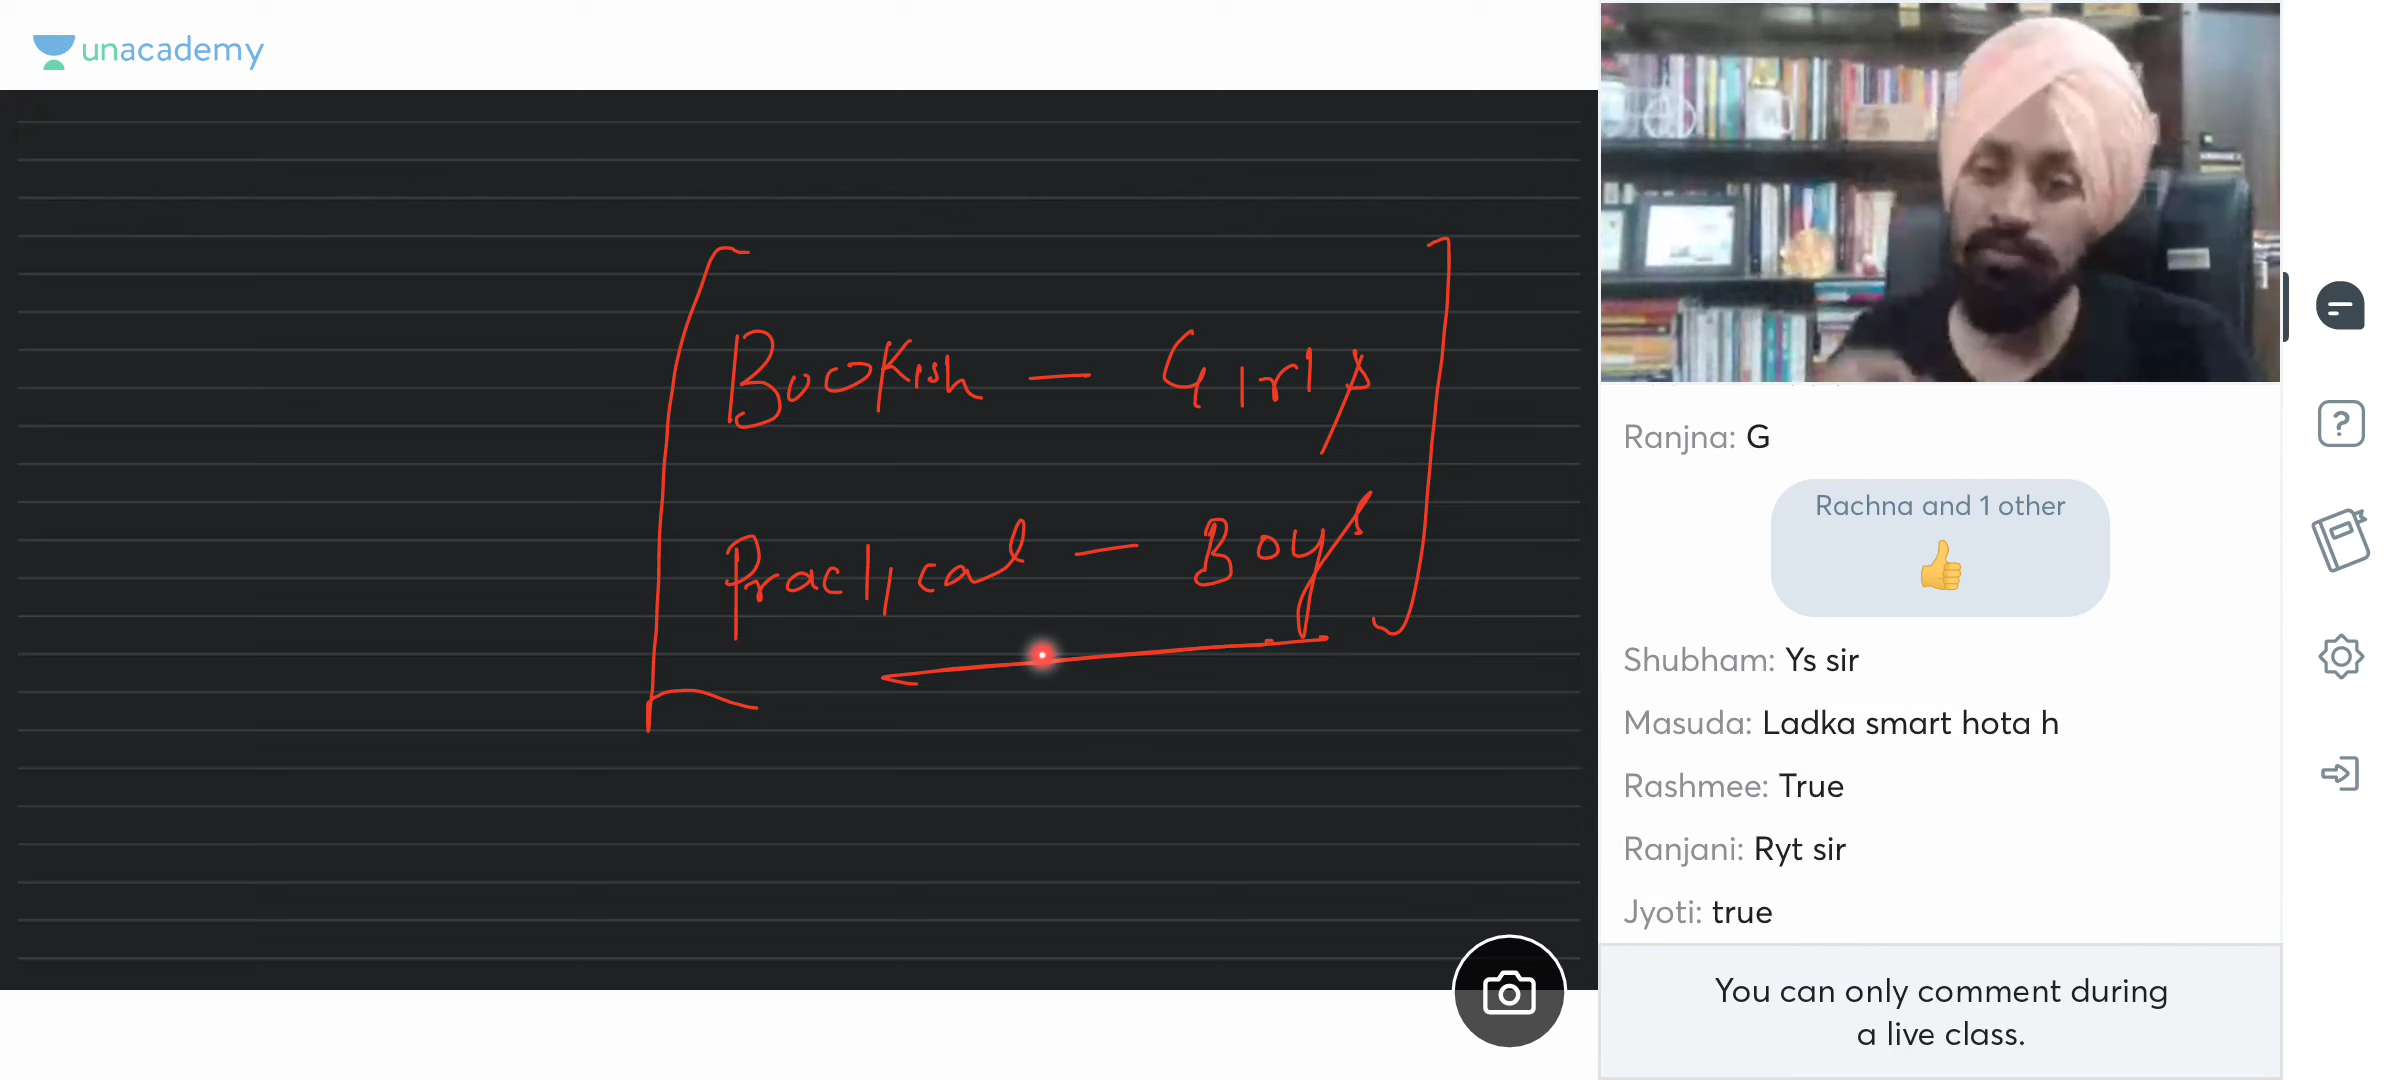 unacademy
Bookish — Girls
Practical — Boys
Ranjna: G
Rachna and 1 other
Shubham: Ys sir
Masuda: Ladka smart hota h
Rashmee: True
Ranjani: Ryt sir
Jyoti: true
You can only comment during
a live class.